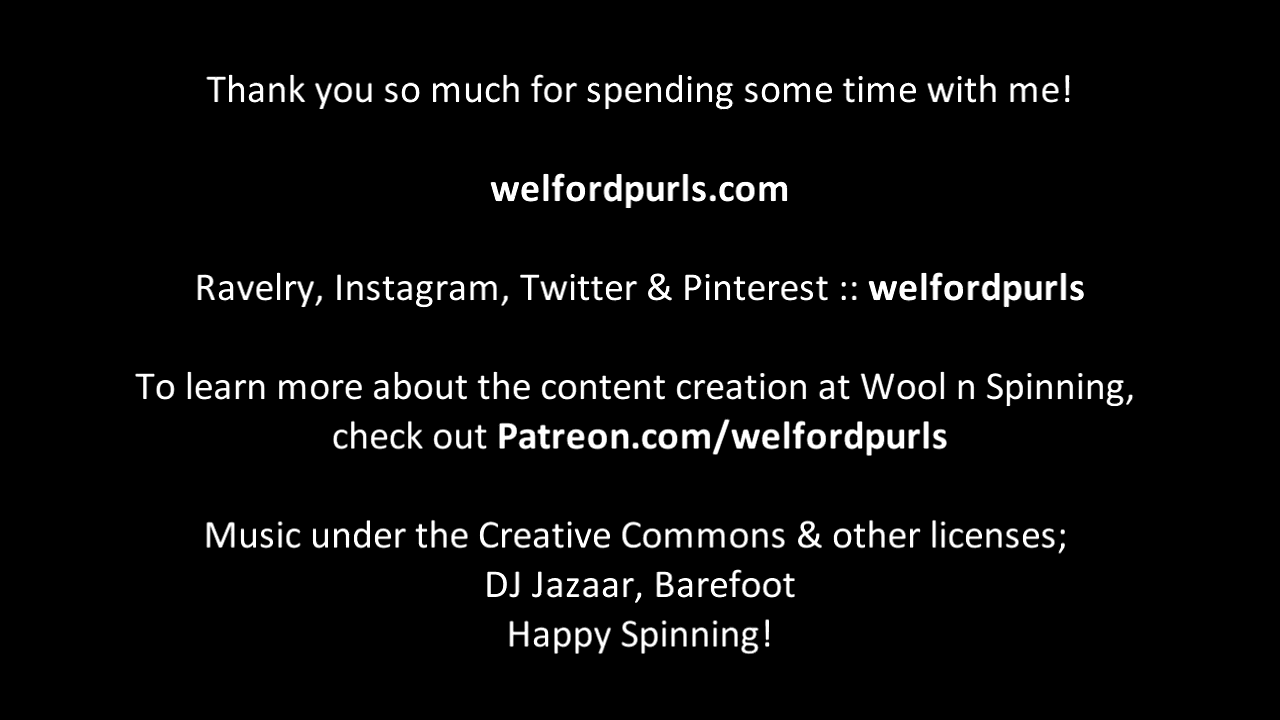 Thank you so much for spending some time with me!
welfordpurls.com
Ravelry, Instagram, Twitter & Pinterest :: welfordpurls
To learn more about the content creation at Wool n Spinning,
check out Patreon.com/welfordpurls
Music under the Creative Commons & other licenses;
DJ Jazaar, Barefoot
Happy Spinning!